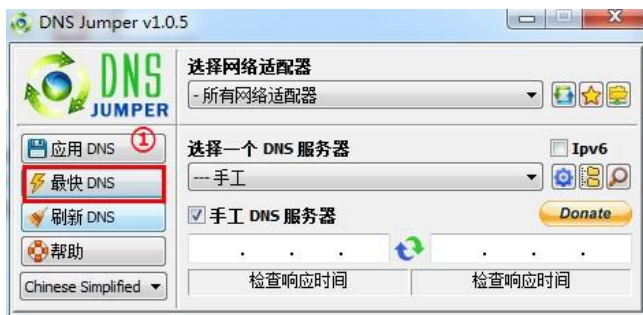 DNS Jumper v1.0.5
DNS
JUMPER
选择网络适配器
- 所有网络适配器
应用 DNS
①
选择一个 DNS 服务器
Ipv6
最快 DNS
--- 手工
刷新 DNS
手工 DNS 服务器
Donate
帮助
. . .
. . .
Chinese Simplified
检查响应时间
检查响应时间